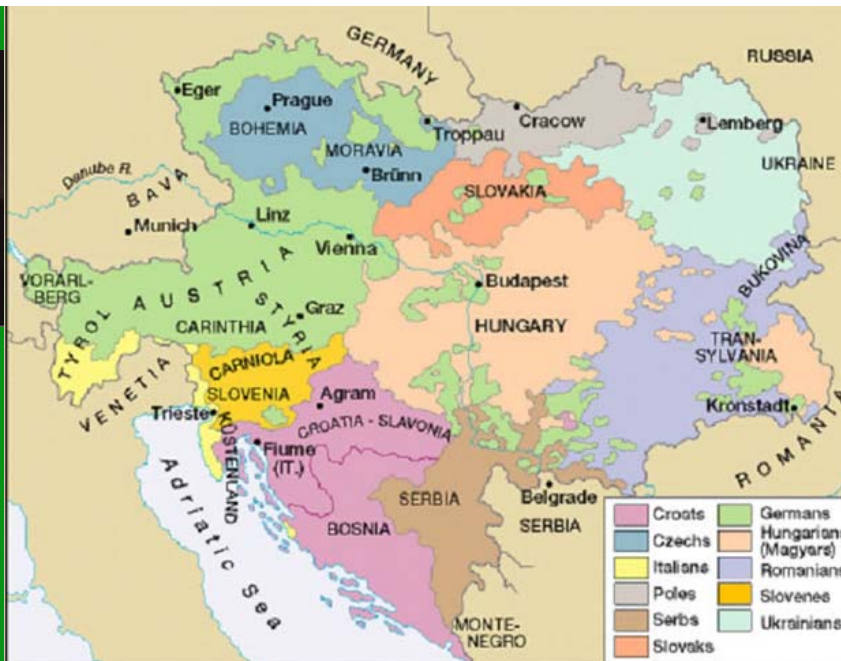 GERMANY
RUSSIA
Eger
Prague
BOHEMIA
Troppau
Cracow
Lemberg
MORAVIA
UKRAINE
Danube R.
BAVA
Brünn
SLOVAKIA
Munich
Linz
Vienna
BUKOVINA
VORARL-
BERG
TYROL
AUSTRIA
Budapest
STYRIA
Graz
HUNGARY
CARINTHIA
TRAN-
SYLVANIA
CARNIOLA
VENETIA
SLOVENIA
Agram
Kronstadt
Trieste
KÜSTENLAND
CROATIA - SLAVONIA
Fiume
(IT.)
ROMANIA
Adriatic Sea
SERBIA
Belgrade
BOSNIA
SERBIA
MONTE-
NEGRO
Croats
Czechs
Italians
Poles
Serbs
Slovaks
Germans
Hungarians
(Magyars)
Romanians
Slovenes
Ukrainians